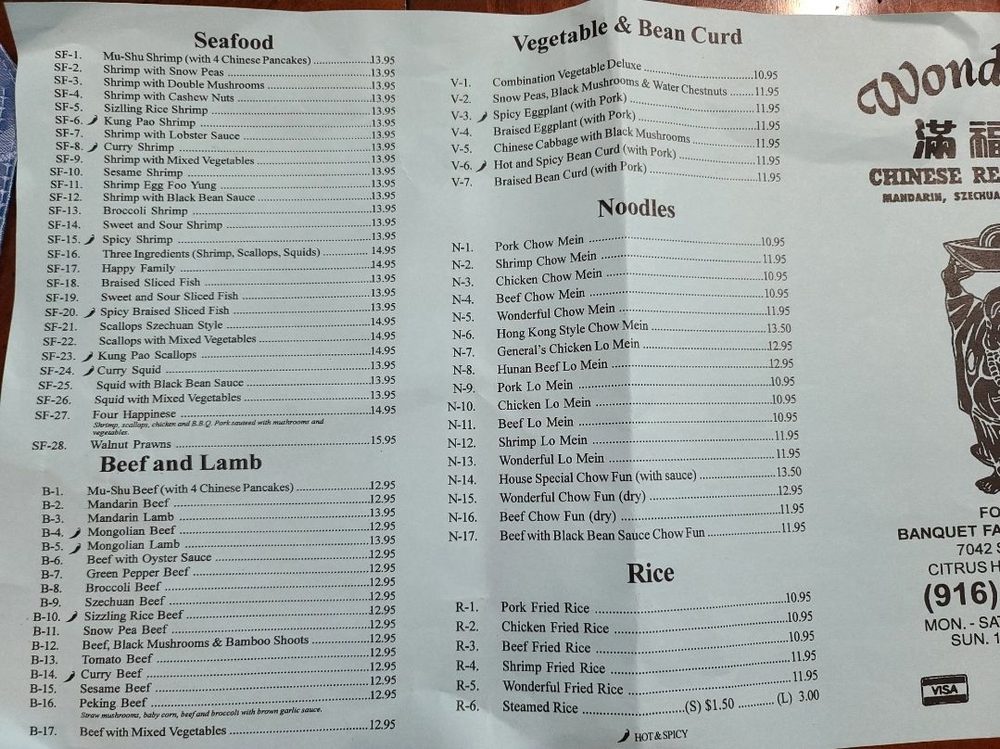 Seafood
SF-1. Mu-Shu Shrimp (with 4 Chinese Pancakes) 13.95
SF-2. Shrimp with Snow Peas 13.95
SF-3. Shrimp with Double Mushrooms 13.95
SF-4. Shrimp with Cashew Nuts 13.95
SF-5. Sizlling Rice Shrimp 13.95
SF-6. Kung Pao Shrimp 13.95
SF-7. Shrimp with Lobster Sauce 13.95
SF-8. Curry Shrimp 13.95
SF-9. Shrimp with Mixed Vegetables 13.95
SF-10. Sesame Shrimp 13.95
SF-11. Shrimp Egg Foo Yung 13.95
SF-12. Shrimp with Black Bean Sauce 13.95
SF-13. Broccoli Shrimp 13.95
SF-14. Sweet and Sour Shrimp 13.95
SF-15. Spicy Shrimp 13.95
SF-16. Three Ingredients (Shrimp, Scallops, Squids) 14.95
SF-17. Happy Family 14.95
SF-18. Braised Sliced Fish 13.95
SF-19. Sweet and Sour Sliced Fish 13.95
SF-20. Spicy Braised Sliced Fish 13.95
SF-21. Scallops Szechuan Style 14.95
SF-22. Scallops with Mixed Vegetables 14.95
SF-23. Kung Pao Scallops 14.95
SF-24. Curry Squid 13.95
SF-25. Squid with Black Bean Sauce 13.95
SF-26. Squid with Mixed Vegetables 13.95
SF-27. Four Happinese 14.95
Shrimp, scallops, chicken and B.B.Q. Pork sauteed with mushrooms and
vegetables.
SF-28. Walnut Prawns 15.95
Beef and Lamb
B-1. Mu-Shu Beef (with 4 Chinese Pancakes) 12.95
B-2. Mandarin Beef 12.95
B-3. Mandarin Lamb 13.95
B-4. Mongolian Beef 12.95
B-5. Mongolian Lamb 13.95
B-6. Beef with Oyster Sauce 12.95
B-7. Green Pepper Beef 12.95
B-8. Broccoli Beef 12.95
B-9. Szechuan Beef 12.95
B-10. Sizzling Rice Beef 12.95
B-11. Snow Pea Beef 12.95
B-12. Beef, Black Mushrooms & Bamboo Shoots 12.95
B-13. Tomato Beef 12.95
B-14. Curry Beef 12.95
B-15. Sesame Beef 12.95
B-16. Peking Beef 12.95
Straw mushrooms, baby corn, beef and broccoli with brown garlic sauce.
B-17. Beef with Mixed Vegetables 12.95
Vegetable & Bean Curd
V-1. Combination Vegetable Deluxe 10.95
V-2. Snow Peas, Black Mushrooms & Water Chestnuts 11.95
V-3. Spicy Eggplant (with Pork) 11.95
V-4. Braised Eggplant (with Pork) 11.95
V-5. Chinese Cabbage with Black Mushrooms 11.95
V-6. Hot and Spicy Bean Curd (with Pork) 11.95
V-7. Braised Bean Curd (with Pork) 11.95
Noodles
N-1. Pork Chow Mein 10.95
N-2. Shrimp Chow Mein 11.95
N-3. Chicken Chow Mein 10.95
N-4. Beef Chow Mein 10.95
N-5. Wonderful Chow Mein 11.95
N-6. Hong Kong Style Chow Mein 13.50
N-7. General's Chicken Lo Mein 12.95
N-8. Hunan Beef Lo Mein 12.95
N-9. Pork Lo Mein 10.95
N-10. Chicken Lo Mein 10.95
N-11. Beef Lo Mein 10.95
N-12. Shrimp Lo Mein 11.95
N-13. Wonderful Lo Mein 11.95
N-14. House Special Chow Fun (with sauce) 13.50
N-15. Wonderful Chow Fun (dry) 12.95
N-16. Beef Chow Fun (dry) 11.95
N-17. Beef with Black Bean Sauce Chow Fun 11.95
Rice
R-1. Pork Fried Rice 10.95
R-2. Chicken Fried Rice 10.95
R-3. Beef Fried Rice 10.95
R-4. Shrimp Fried Rice 11.95
R-5. Wonderful Fried Rice 11.95
R-6. Steamed Rice (S) $1.50 (L) 3.00
HOT & SPICY
Wond
滿福
CHINESE RE
MANDARIN, SZECHUA
FO
BANQUET FA
7042 S
CITRUS H
(916)
MON. - SAT
SUN. 1
VISA